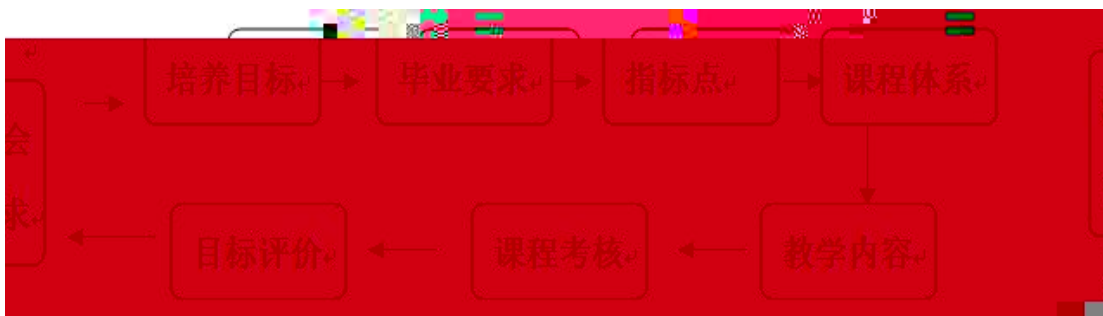 培养目标
毕业要求
指标点
课程体系
会
求
目标评价
课程考核
教学内容